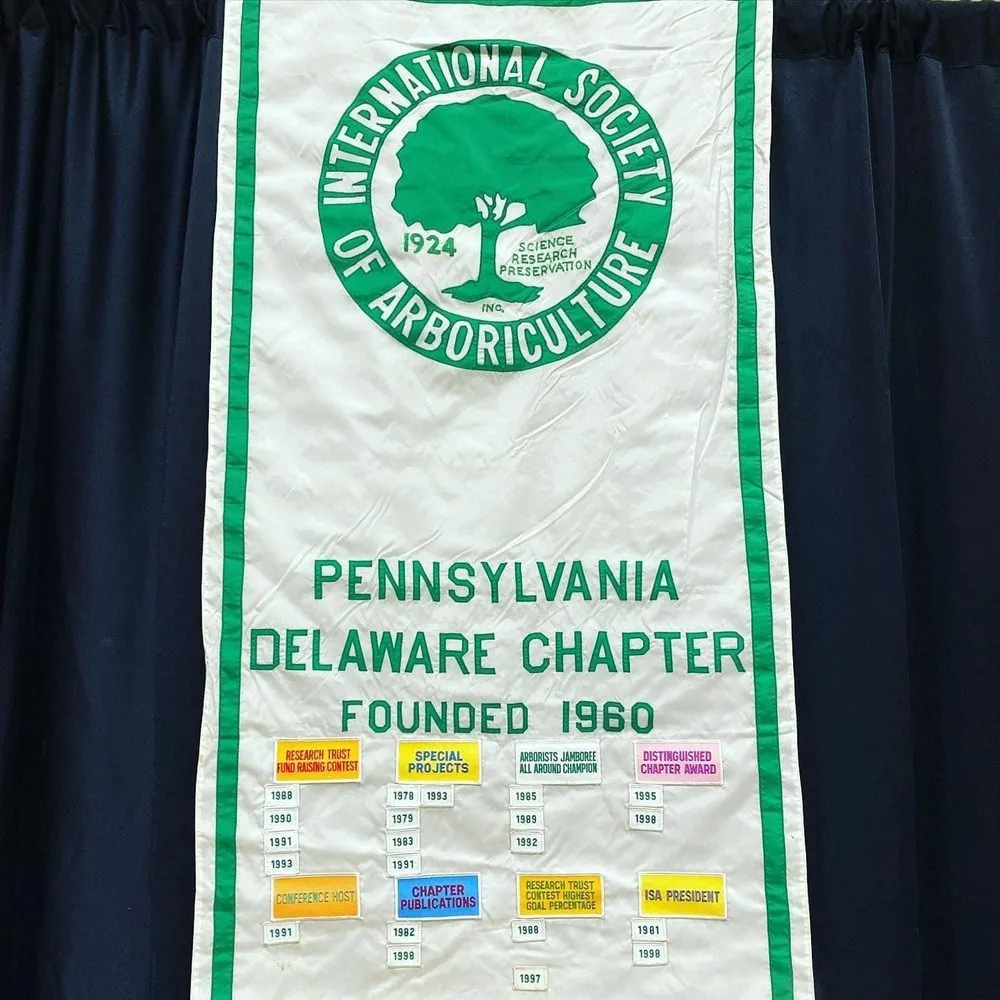 INTERNATIONAL SOCIETY
OF ARBORICULTURE
1924
SCIENCE
RESEARCH
PRESERVATION
INC.
PENNSYLVANIA
DELAWARE CHAPTER
FOUNDED 1960
RESEARCH TRUST
FUND RAISING CONTEST
1988
1990
1991
1993
SPECIAL
PROJECTS
1978 1993
1979
1983
1991
ARBORISTS JAMBOREE
ALL AROUND CHAMPION
1985
1989
1992
DISTINGUISHED
CHAPTER AWARD
1995
1998
CONFERENCE HOST
1991
CHAPTER
PUBLICATIONS
1982
1998
RESEARCH TRUST
CONTEST HIGHEST
GOAL PERCENTAGE
1988
1997
ISA PRESIDENT
1981
1998